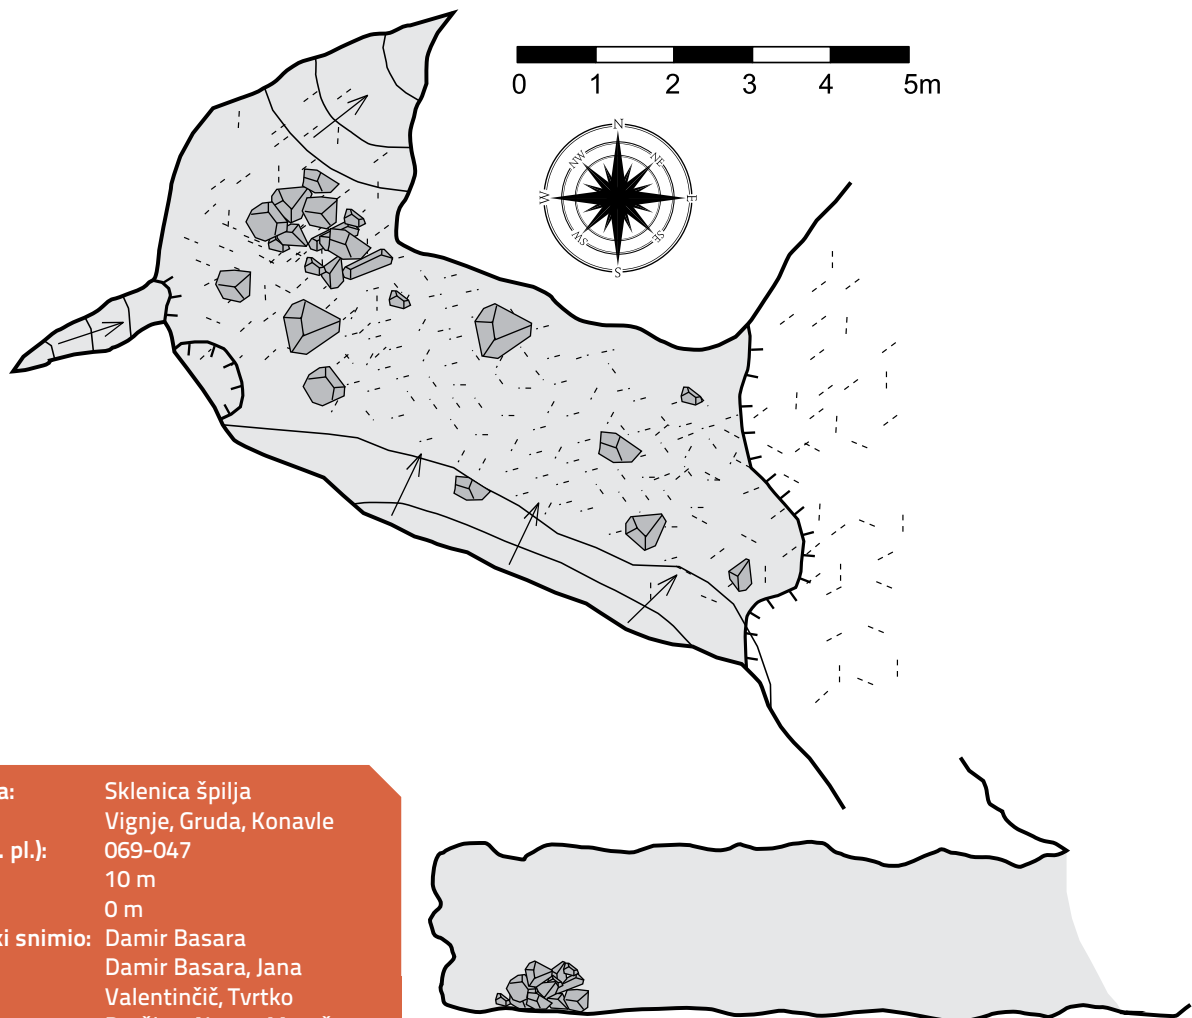 0 1 2 3 4 5m
N
NW NE
W E
SW SE
S
a: Sklenica špilja
Vignje, Gruda, Konavle
. pl.): 069-047
10 m
0 m
ki snimio: Damir Basara
Damir Basara, Jana
Valentinčič, Tvrtko